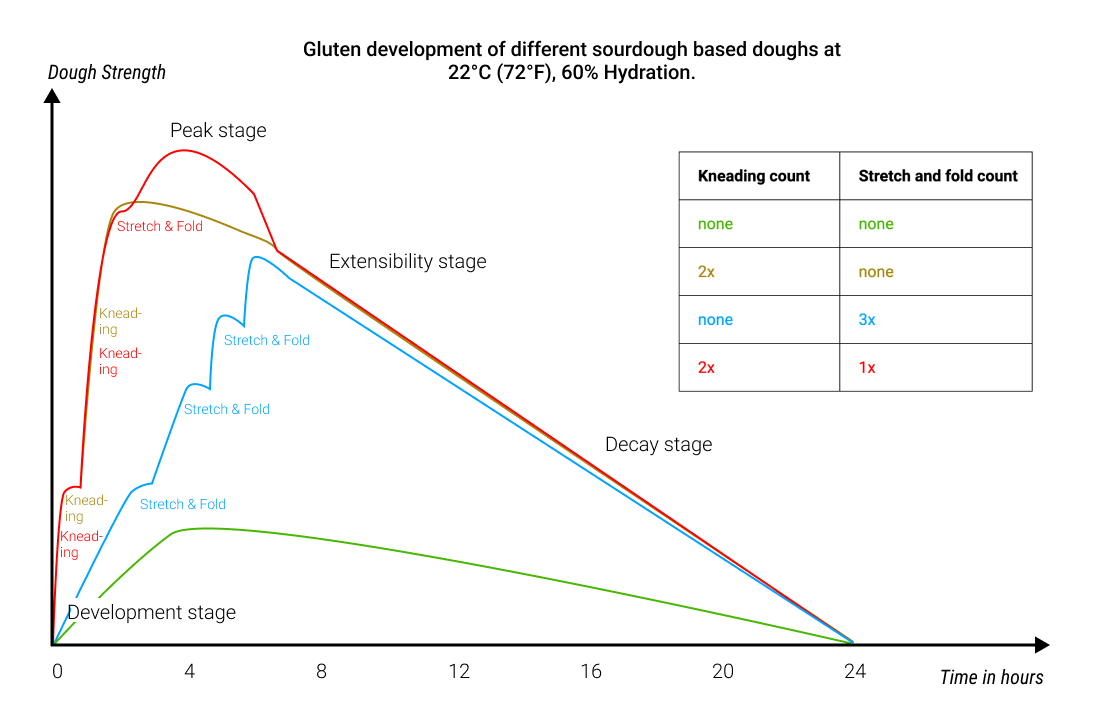 Gluten development of different sourdough based doughs at
22°C (72°F), 60% Hydration.
Dough Strength
Peak stage
Stretch & Fold
Extensibility stage
Knead-
ing
Knead-
ing
Stretch & Fold
Stretch & Fold
Decay stage
Knead-
ing
Stretch & Fold
Knead-
ing
Development stage
Kneading count Stretch and fold count
none none
2x none
none 3x
2x 1x
0 4 8 12 16 20 24
Time in hours